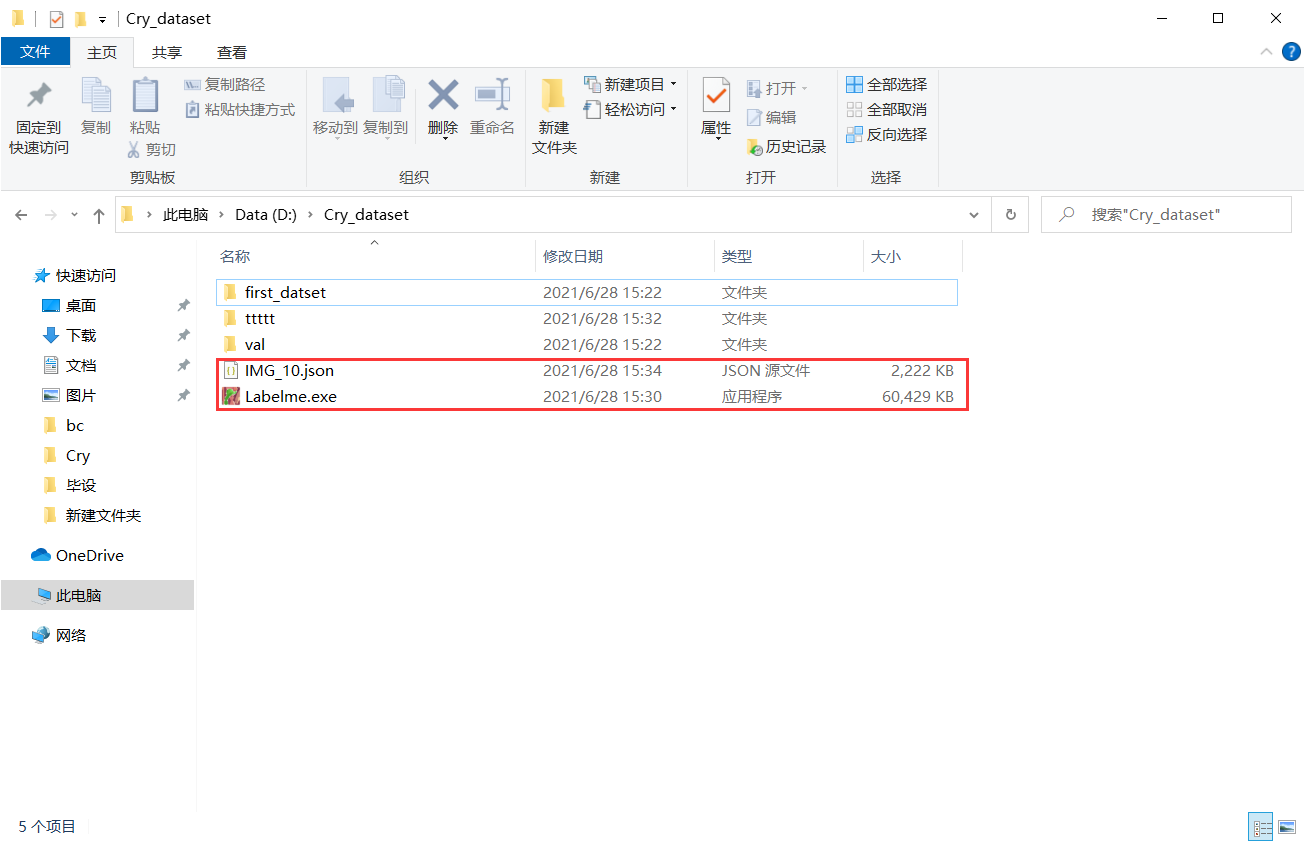 Cry_dataset
文件 主页 共享 查看
固定到
快速访问
复制
粘贴
复制路径
粘贴快捷方式
剪切
剪贴板
移动到 复制到 删除 重命名
组织
新建
文件夹
新建项目
轻松访问
新建
属性
打开
编辑
历史记录
打开
全部选择
全部取消
反向选择
选择
此电脑 Data (D:) Cry_dataset
搜索"Cry_dataset"
名称 修改日期 类型 大小
first_datset 2021/6/28 15:22 文件夹
ttttt 2021/6/28 15:32 文件夹
val 2021/6/28 15:22 文件夹
IMG_10.json 2021/6/28 15:34 JSON 源文件 2,222 KB
Labelme.exe 2021/6/28 15:30 应用程序 60,429 KB
快速访问
桌面
下载
文档
图片
bc
Cry
毕设
新建文件夹
OneDrive
此电脑
网络
5 个项目